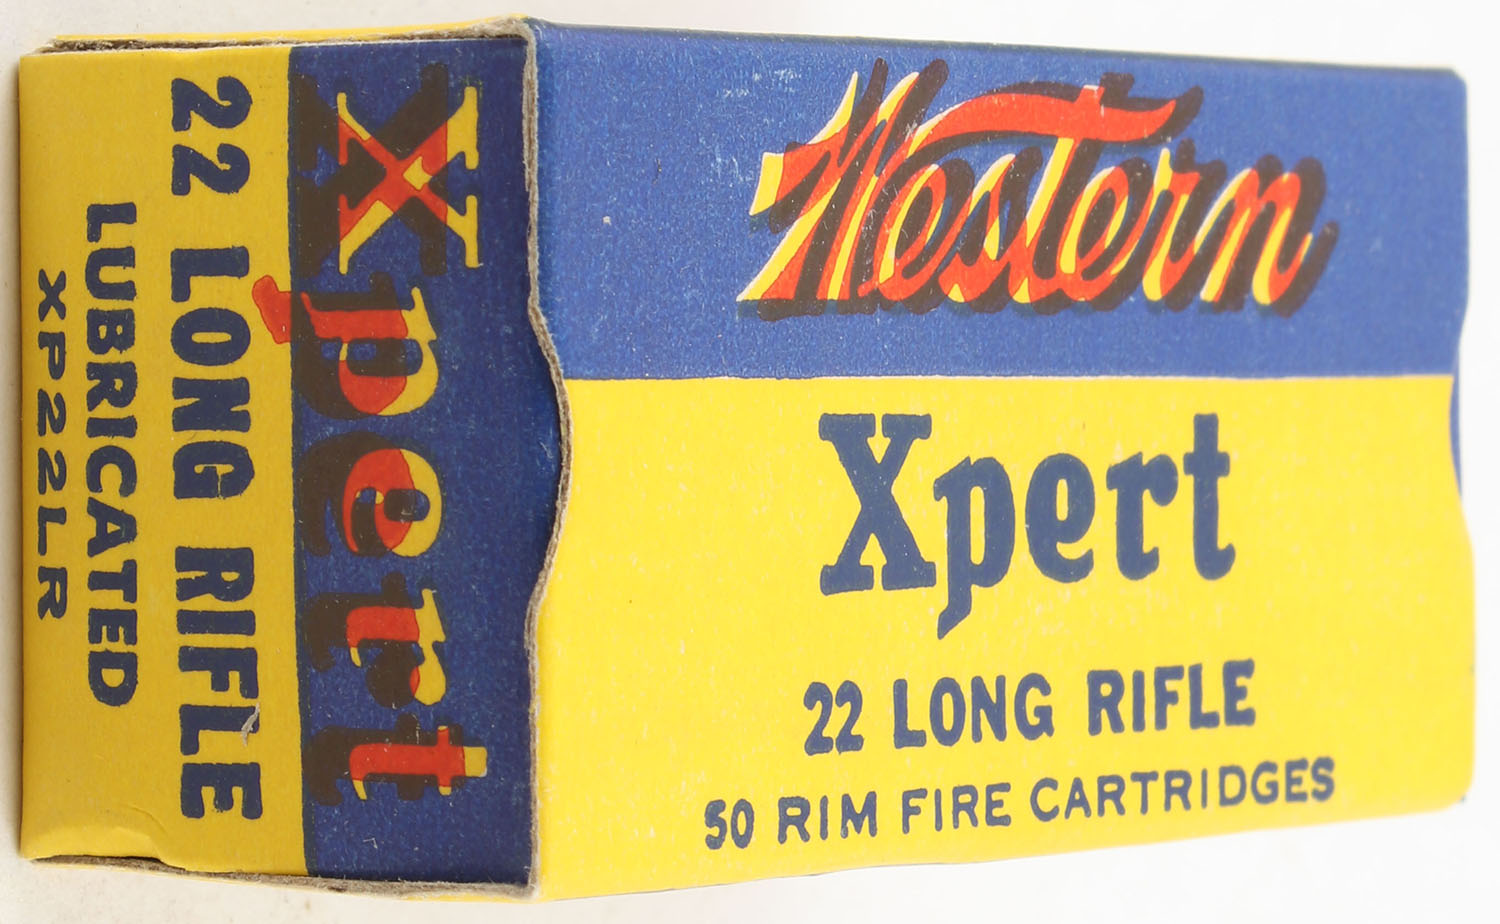 Western
Xpert
22 LONG RIFLE
50 RIM FIRE CARTRIDGES
Xpert
22 LONG RIFLE
LUBRICATED
XP22LR